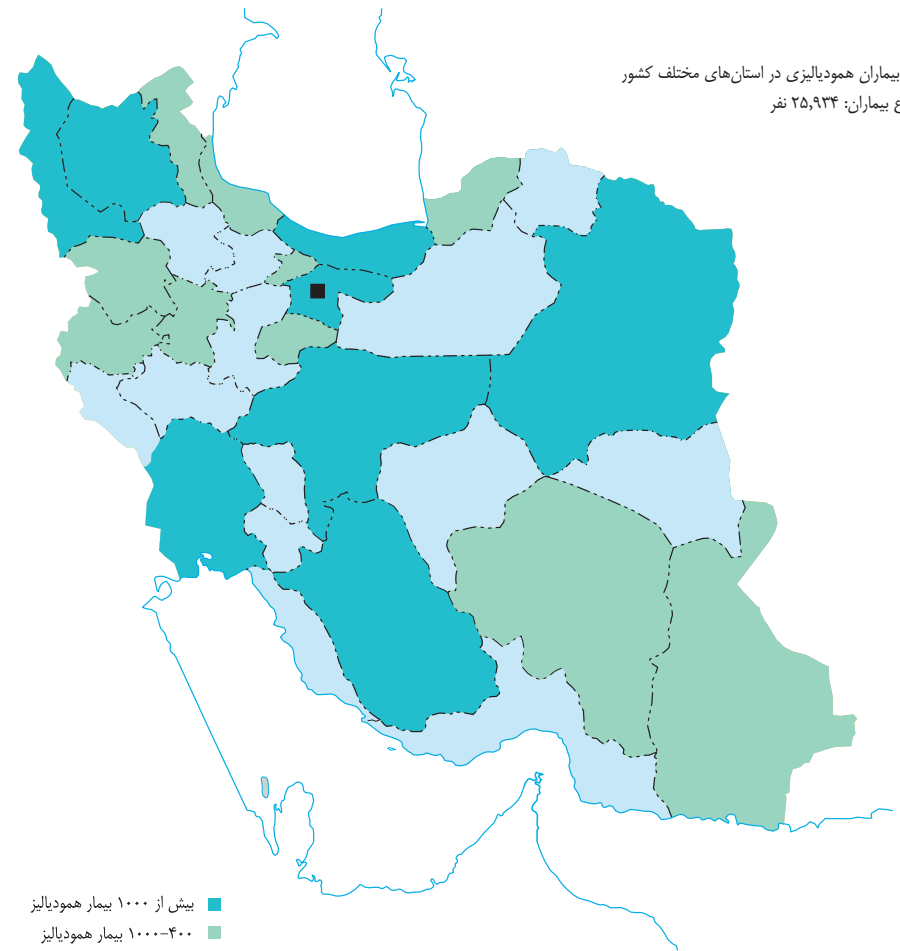 بیماران همودیالیزی در استان‌های مختلف کشور
ع بیماران: ۲۵,۹۳۴ نفر
بیش از ۱۰۰۰ بیمار همودیالیز
۴۰۰-۱۰۰۰ بیمار همودیالیز